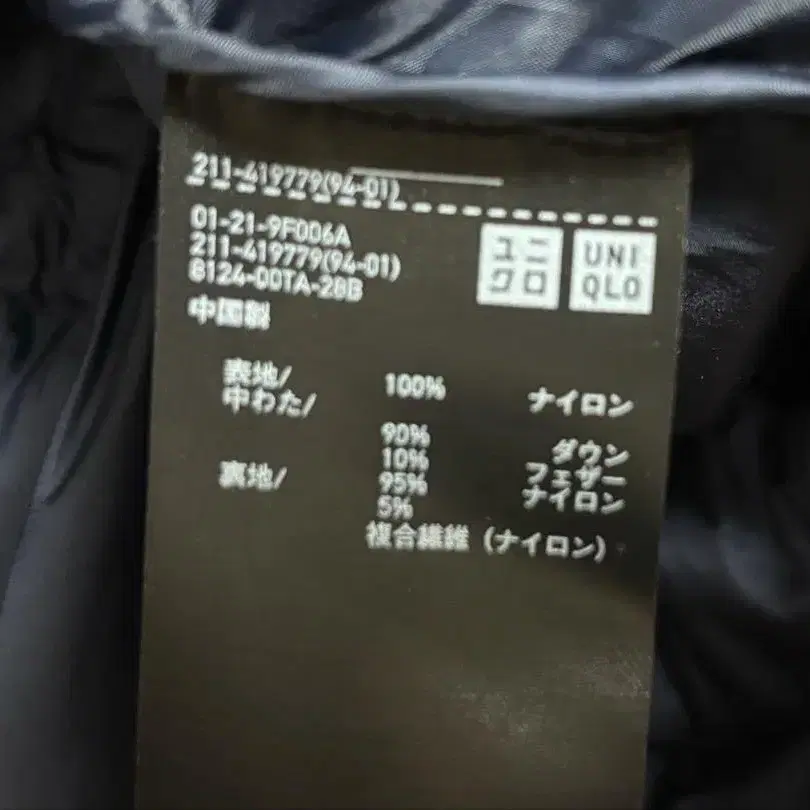 211-419779(94-01)
01-21-9F006A
211-419779(94-01)
8124-00TA-28B
中国製
ユニ
クロ
UNI
QLO
表地/ 100% ナイロン
中わた/
90% ダウン
10% フェザー
裏地/ 95% ナイロン
5%
複合繊維 (ナイロン)